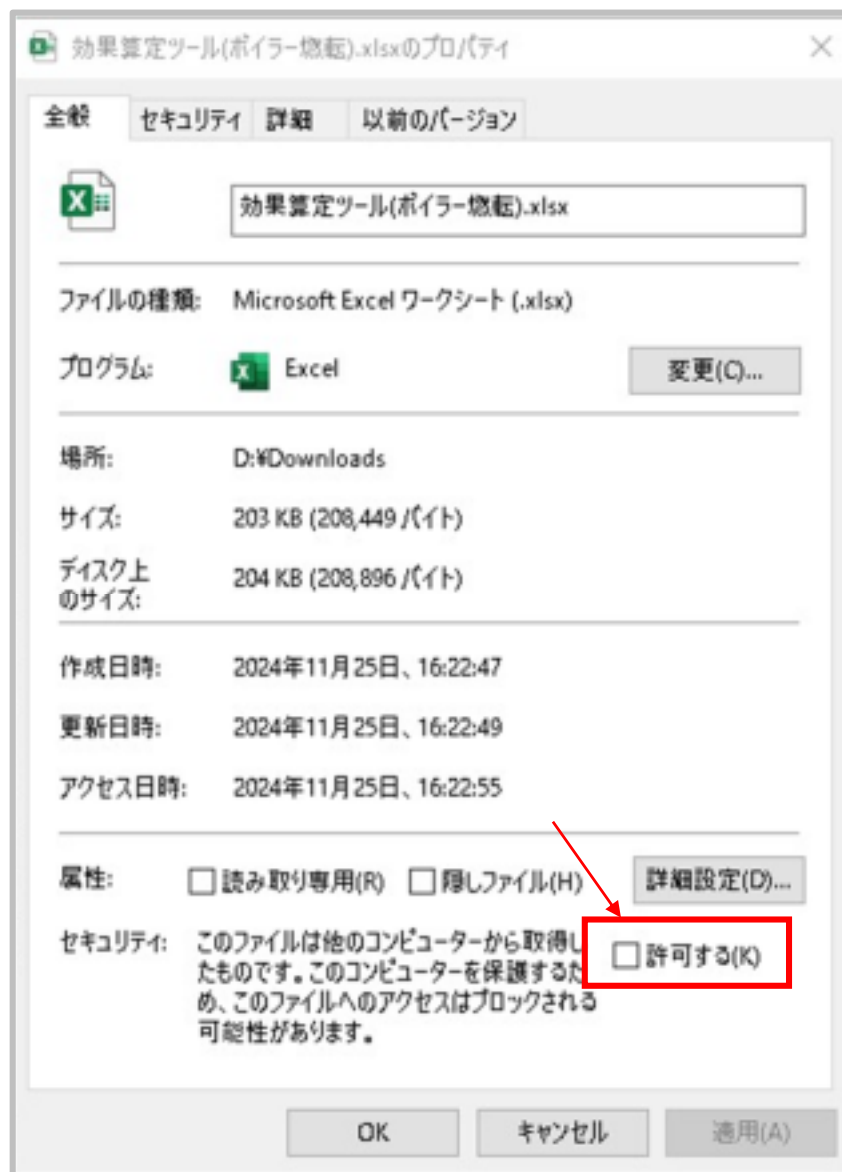 効果算定ツール(ボイラー燃転).xlsxのプロパティ
全般 セキュリティ 詳細 以前のバージョン
効果算定ツール(ボイラー燃転).xlsx
ファイルの種類: Microsoft Excel ワークシート (.xlsx)
プログラム: Excel 変更(C)...
場所: D:¥Downloads
サイズ: 203 KB (208,449 バイト)
ディスク上
のサイズ: 204 KB (208,896 バイト)
作成日時: 2024年11月25日、16:22:47
更新日時: 2024年11月25日、16:22:49
アクセス日時: 2024年11月25日、16:22:55
属性: 読み取り専用(R) 隠しファイル(H) 詳細設定(D)...
セキュリティ: このファイルは他のコンピューターから取得し 許可する(K)
たものです。このコンピューターを保護するた
め、このファイルへのアクセスはブロックされる
可能性があります。
OK キャンセル 適用(A)